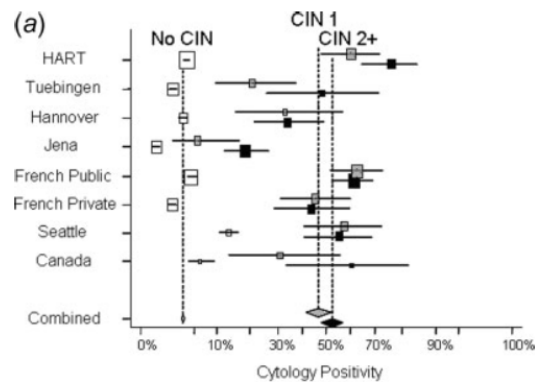 (a)
CIN 1
No CIN
CIN 2+
HART
Tuebingen
Hannover
Jena
French Public
French Private
Seattle
Canada
Combined
0% 10% 30% 50% 70% 90% 100%
Cytology Positivity